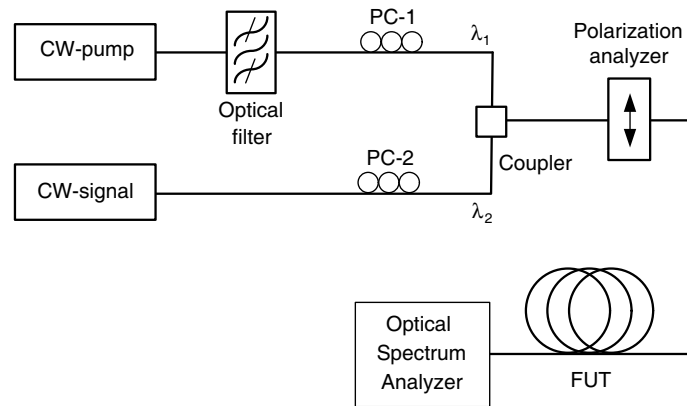 CW-pump
Optical
filter
PC-1
λ1
Polarization
analyzer
Coupler
CW-signal
PC-2
λ2
Optical
Spectrum
Analyzer
FUT